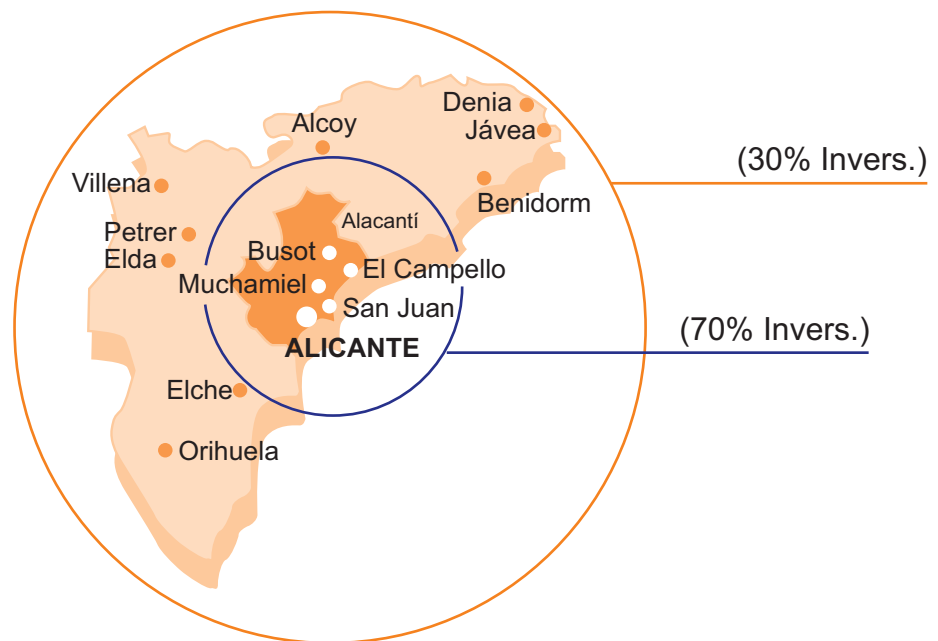 Denia
Jávea
Alcoy
(30% Invers.)
Villena
Benidorm
Alacantí
Petrer
Busot
Elda
El Campello
Muchamiel
San Juan
(70% Invers.)
ALICANTE
Elche
Orihuela